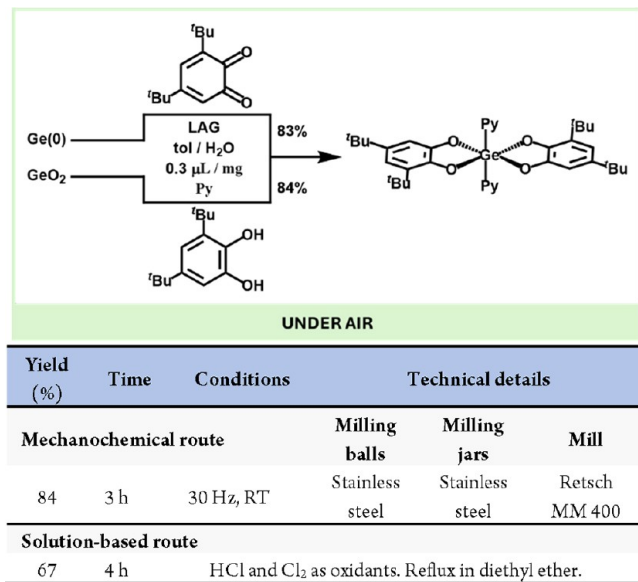 tBu
O
tBu
O
LAG
Ge(0)
83%
tol / H2O
0.3 µL / mg
GeO2
Py
84%
tBu
OH
tBu
OH
Py
tBu
O
O
tBu
Ge
O
O
tBu
tBu
Py
UNDER AIR
Yield (%) Time Conditions Technical details
Mechanochemical route Milling balls Milling jars Mill
84 3 h 30 Hz, RT Stainless steel Stainless steel Retsch MM 400
Solution-based route
67 4 h HCl and Cl2 as oxidants. Reflux in diethyl ether.